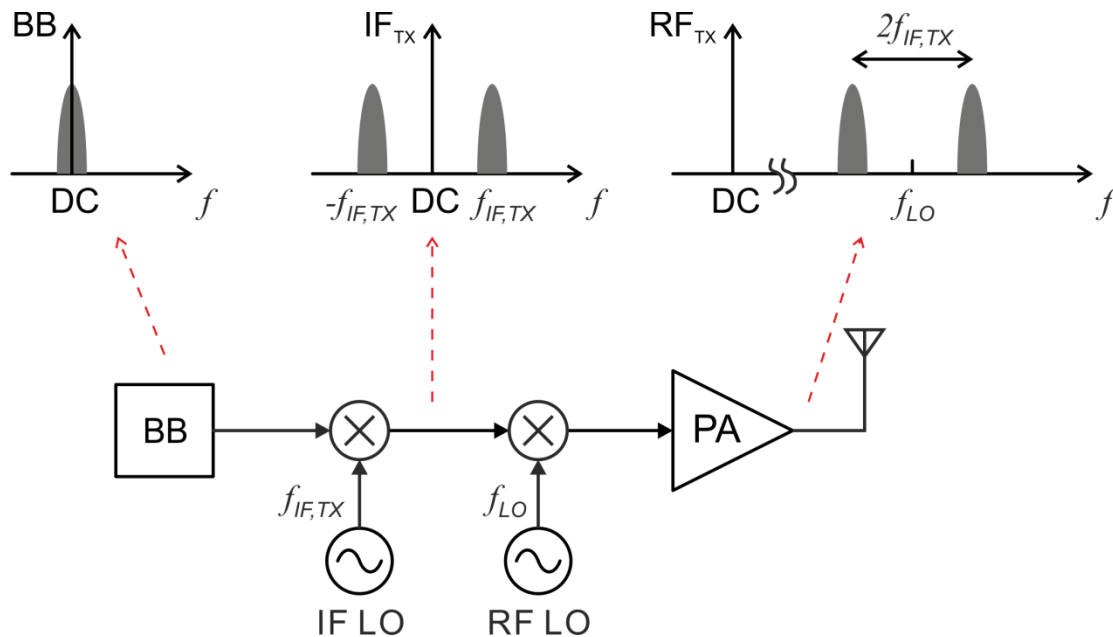 BB
DC
f
IF_TX
-f_IF,TX
DC
f_IF,TX
f
RF_TX
2f_IF,TX
DC
f_LO
f
BB
PA
f_IF,TX
f_LO
IF LO
RF LO